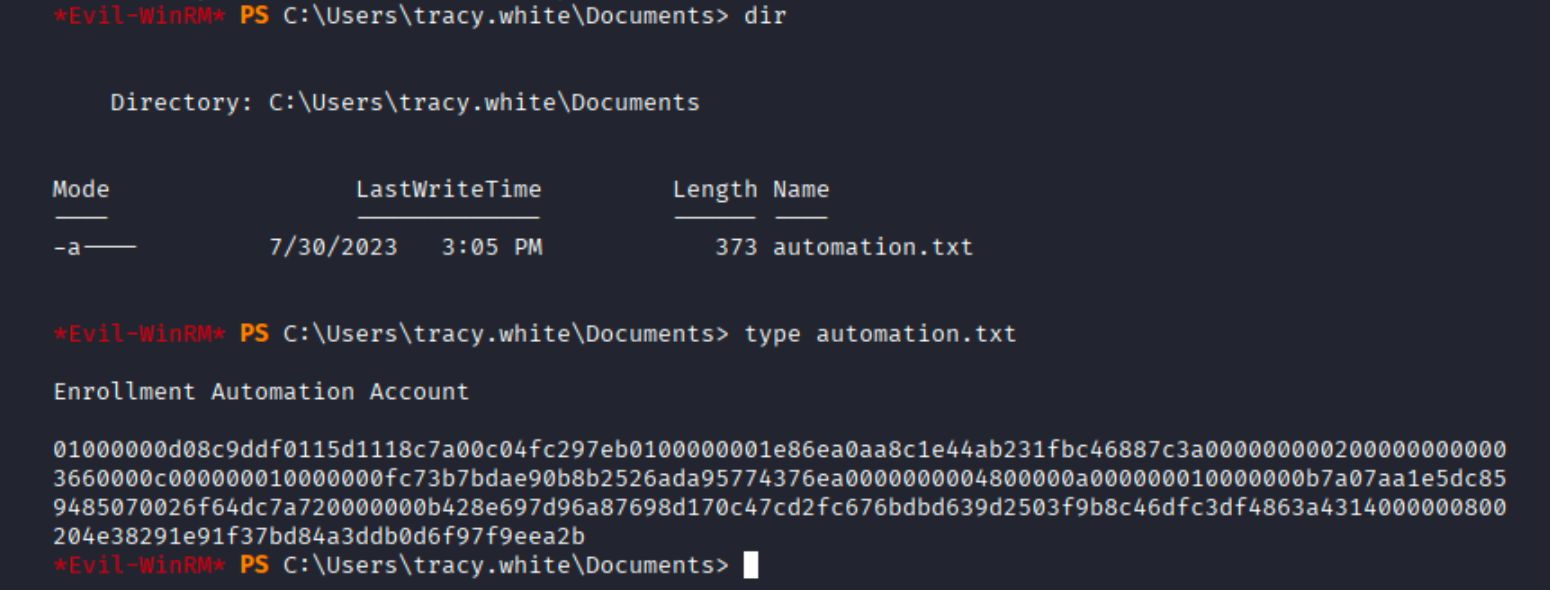 *Evil-WinRM* PS C:\Users\tracy.white\Documents> dir
Directory: C:\Users\tracy.white\Documents
Mode LastWriteTime Length Name
---- ------------- ------ ----
-a---- 7/30/2023 3:05 PM 373 automation.txt
*Evil-WinRM* PS C:\Users\tracy.white\Documents> type automation.txt
Enrollment Automation Account
01000000d08c9ddf0115d1118c7a00c04fc297eb0100000001e86ea0aa8c1e44ab231fbc46887c3a0000000002000000000000
3660000c000000010000000fc73b7bdae90b8b2526ada95774376ea0000000004800000a000000010000000b7a07aa1e5dc85
9485070026f64dc7a720000000b428e697d96a87698d170c47cd2fc676bdbd639d2503f9b8c46dfc3df4863a4314000000800
204e38291e91f37bd84a3ddb0d6f97f9eea2b
*Evil-WinRM* PS C:\Users\tracy.white\Documents>